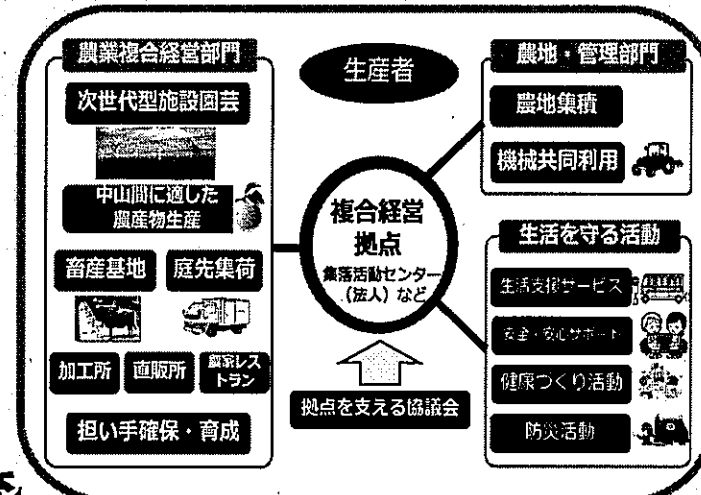 農業複合経営部門
次世代型施設園芸
中山間に適した
農産物生産
畜産基地
庭先集荷
加工所
直販所
農家レス
トラン
担い手確保・育成
生産者
複合経営
拠点
集落活動センター
(法人)など
拠点を支える協議会
農地・管理部門
農地集積
機械共同利用
生活を守る活動
生活支援サービス
安全・安心サポート
健康づくり活動
防災活動